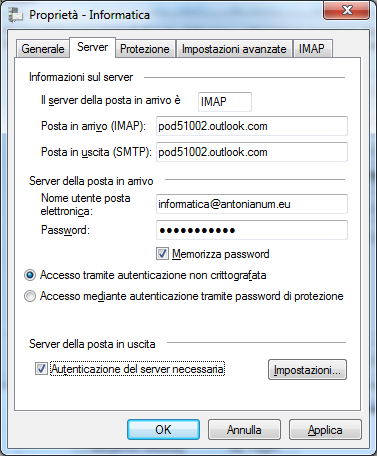 Proprietà - Informatica
Generale Server Protezione Impostazioni avanzate IMAP
Informazioni sul server
Il server della posta in arrivo è IMAP
Posta in arrivo (IMAP): pod51002.outlook.com
Posta in uscita (SMTP): pod51002.outlook.com
Server della posta in arrivo
Nome utente posta
elettronica: informatica@antonianum.eu
Password: ●●●●●●●●●●●
Memorizza password
Accesso tramite autenticazione non crittografata
Accesso mediante autenticazione tramite password di protezione
Server della posta in uscita
Autenticazione del server necessaria Impostazioni...
OK Annulla Applica